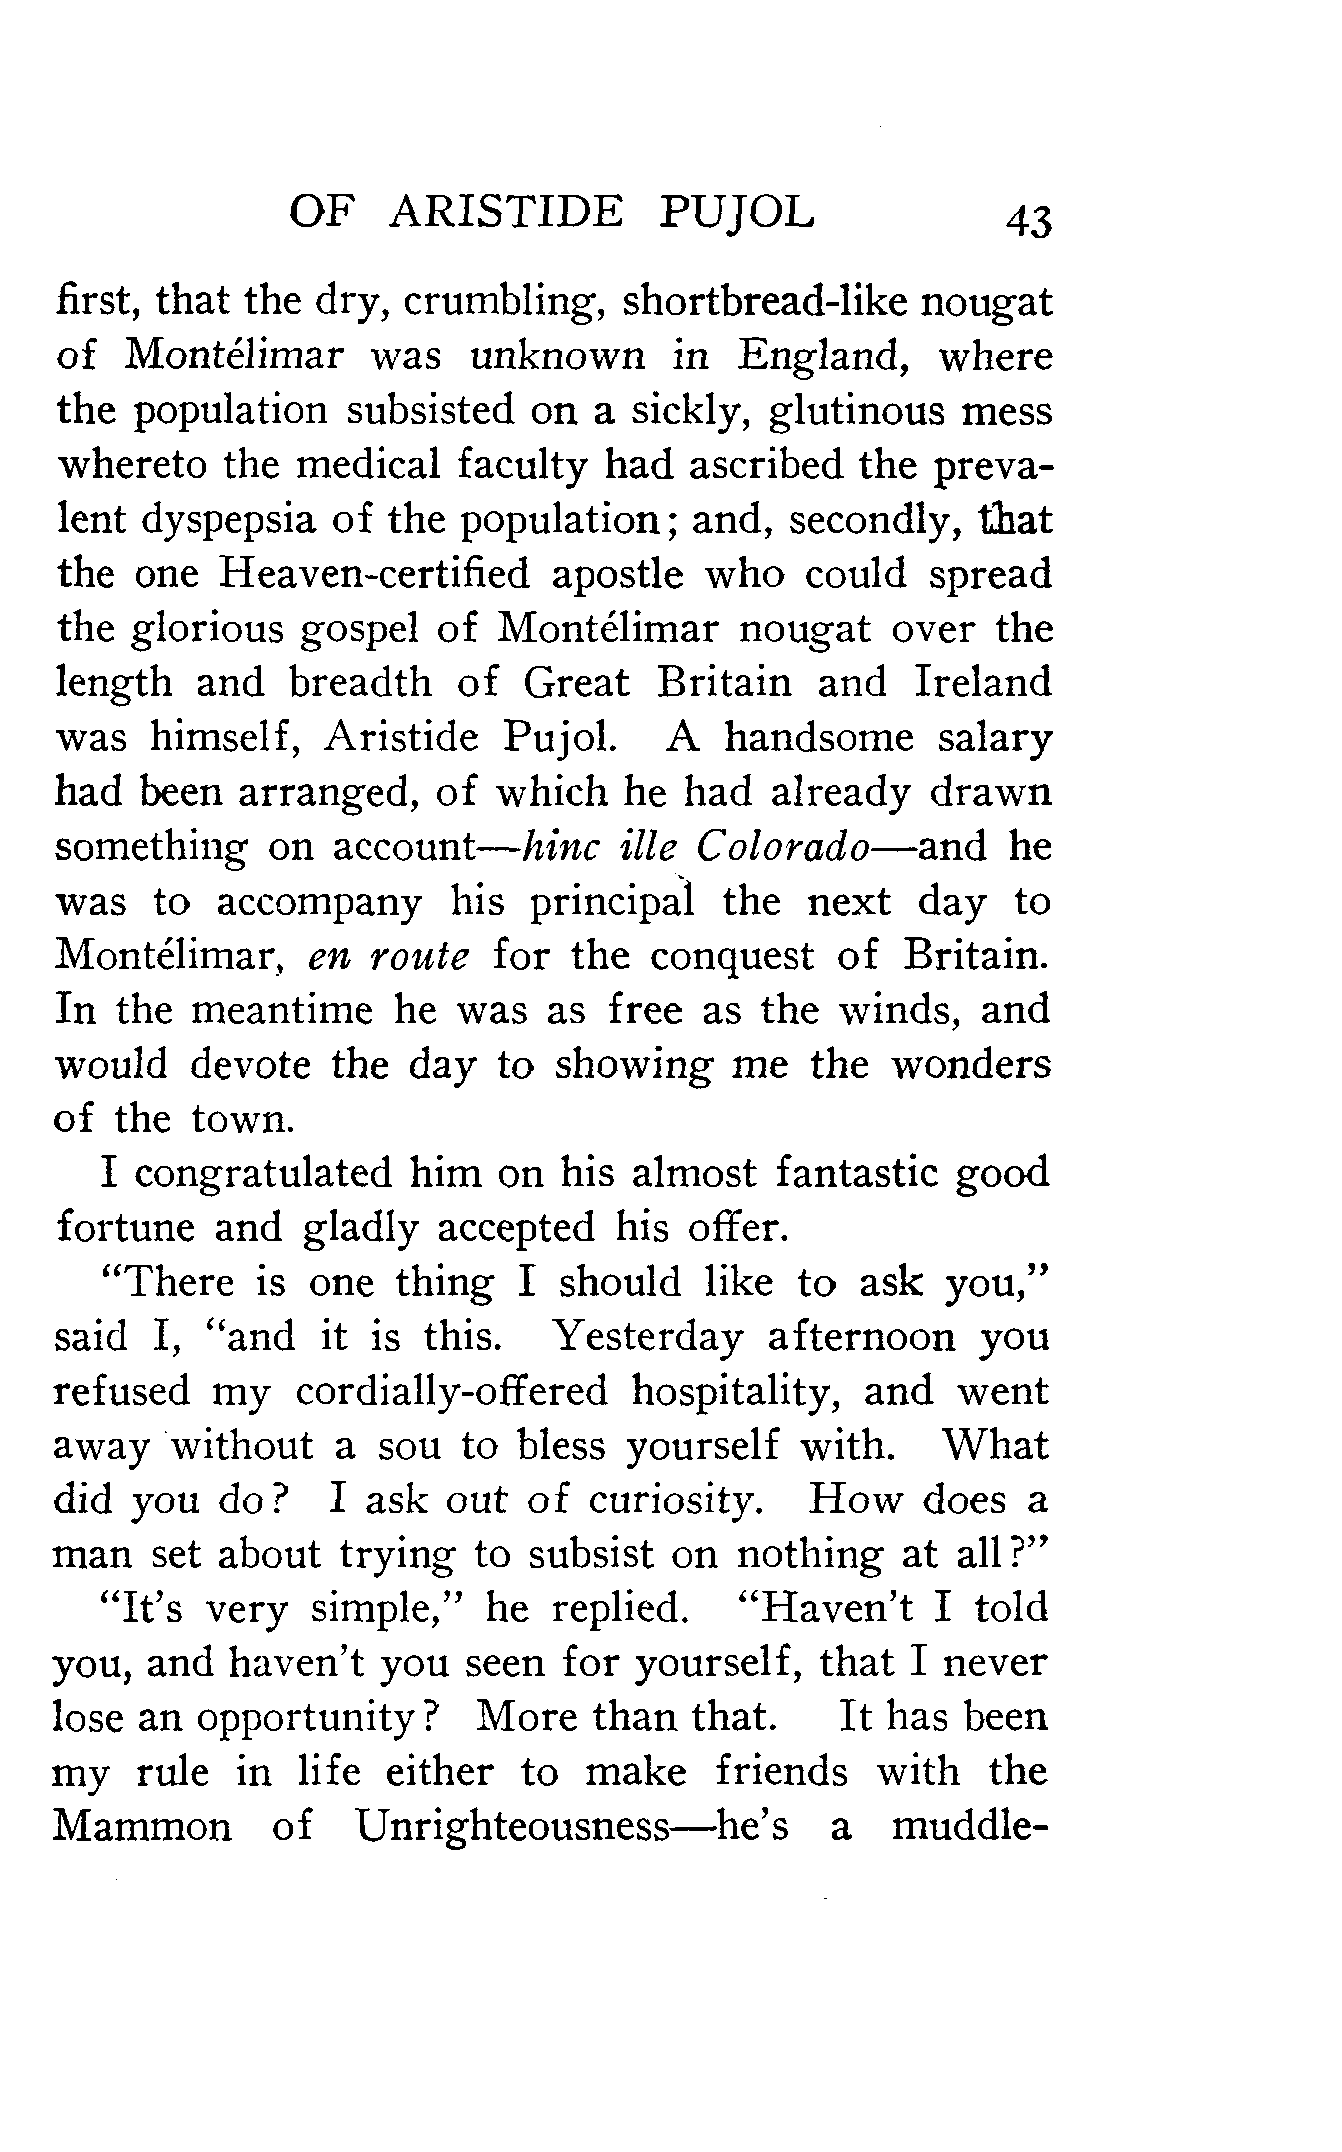 OF ARISTIDE PUJOL 43
first, that the dry, crumbling, shortbread-like nougat
of Montélimar was unknown in England, where
the population subsisted on a sickly, glutinous mess
whereto the medical faculty had ascribed the preva-
lent dyspepsia of the population; and, secondly, that
the one Heaven-certified apostle who could spread
the glorious gospel of Montélimar nougat over the
length and breadth of Great Britain and Ireland
was himself, Aristide Pujol. A handsome salary
had been arranged, of which he had already drawn
something on account—hinc ille Colorado—and he
was to accompany his principal the next day to
Montélimar, en route for the conquest of Britain.
In the meantime he was as free as the winds, and
would devote the day to showing me the wonders
of the town.
I congratulated him on his almost fantastic good
fortune and gladly accepted his offer.
“There is one thing I should like to ask you,”
said I, “and it is this. Yesterday afternoon you
refused my cordially-offered hospitality, and went
away without a sou to bless yourself with. What
did you do? I ask out of curiosity. How does a
man set about trying to subsist on nothing at all?”
“It’s very simple,” he replied. “Haven’t I told
you, and haven’t you seen for yourself, that I never
lose an opportunity? More than that. It has been
my rule in life either to make friends with the
Mammon of Unrighteousness—he’s a muddle-